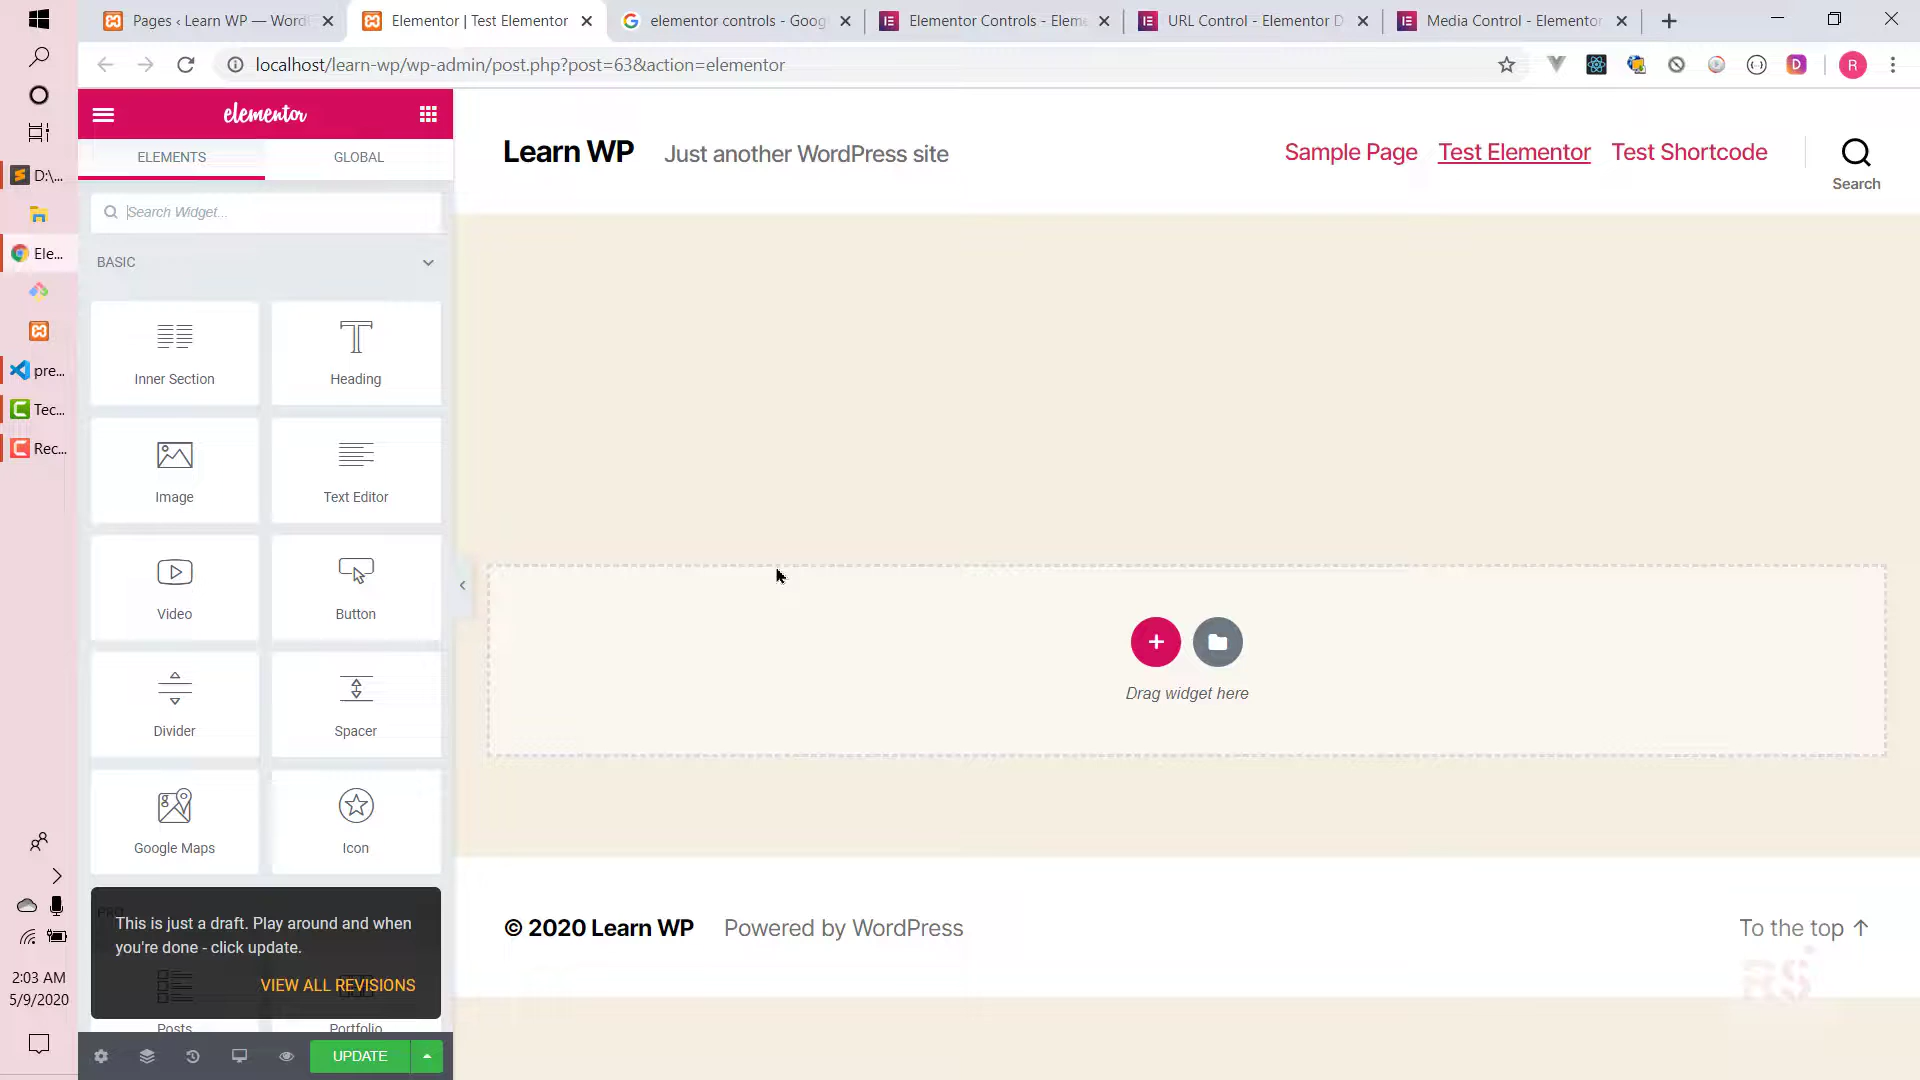 Pages ‹ Learn WP — Word
Elementor | Test Elementor
elementor controls - Goog
Elementor Controls - Eleme
URL Control - Elementor D
Media Control - Elementor
localhost/learn-wp/wp-admin/post.php?post=63&action=elementor
R
elementor
ELEMENTS
GLOBAL
Search Widget...
BASIC
Inner Section
Heading
Image
Text Editor
Video
Button
Divider
Spacer
Google Maps
Icon
This is just a draft. Play around and when
you're done - click update.
VIEW ALL REVISIONS
Posts
Portfolio
UPDATE
Learn WP
Just another WordPress site
Sample Page
Test Elementor
Test Shortcode
Search
Drag widget here
© 2020 Learn WP
Powered by WordPress
To the top ↑
D:\...
Ele...
pre...
Tec...
Rec...
2:03 AM
5/9/2020